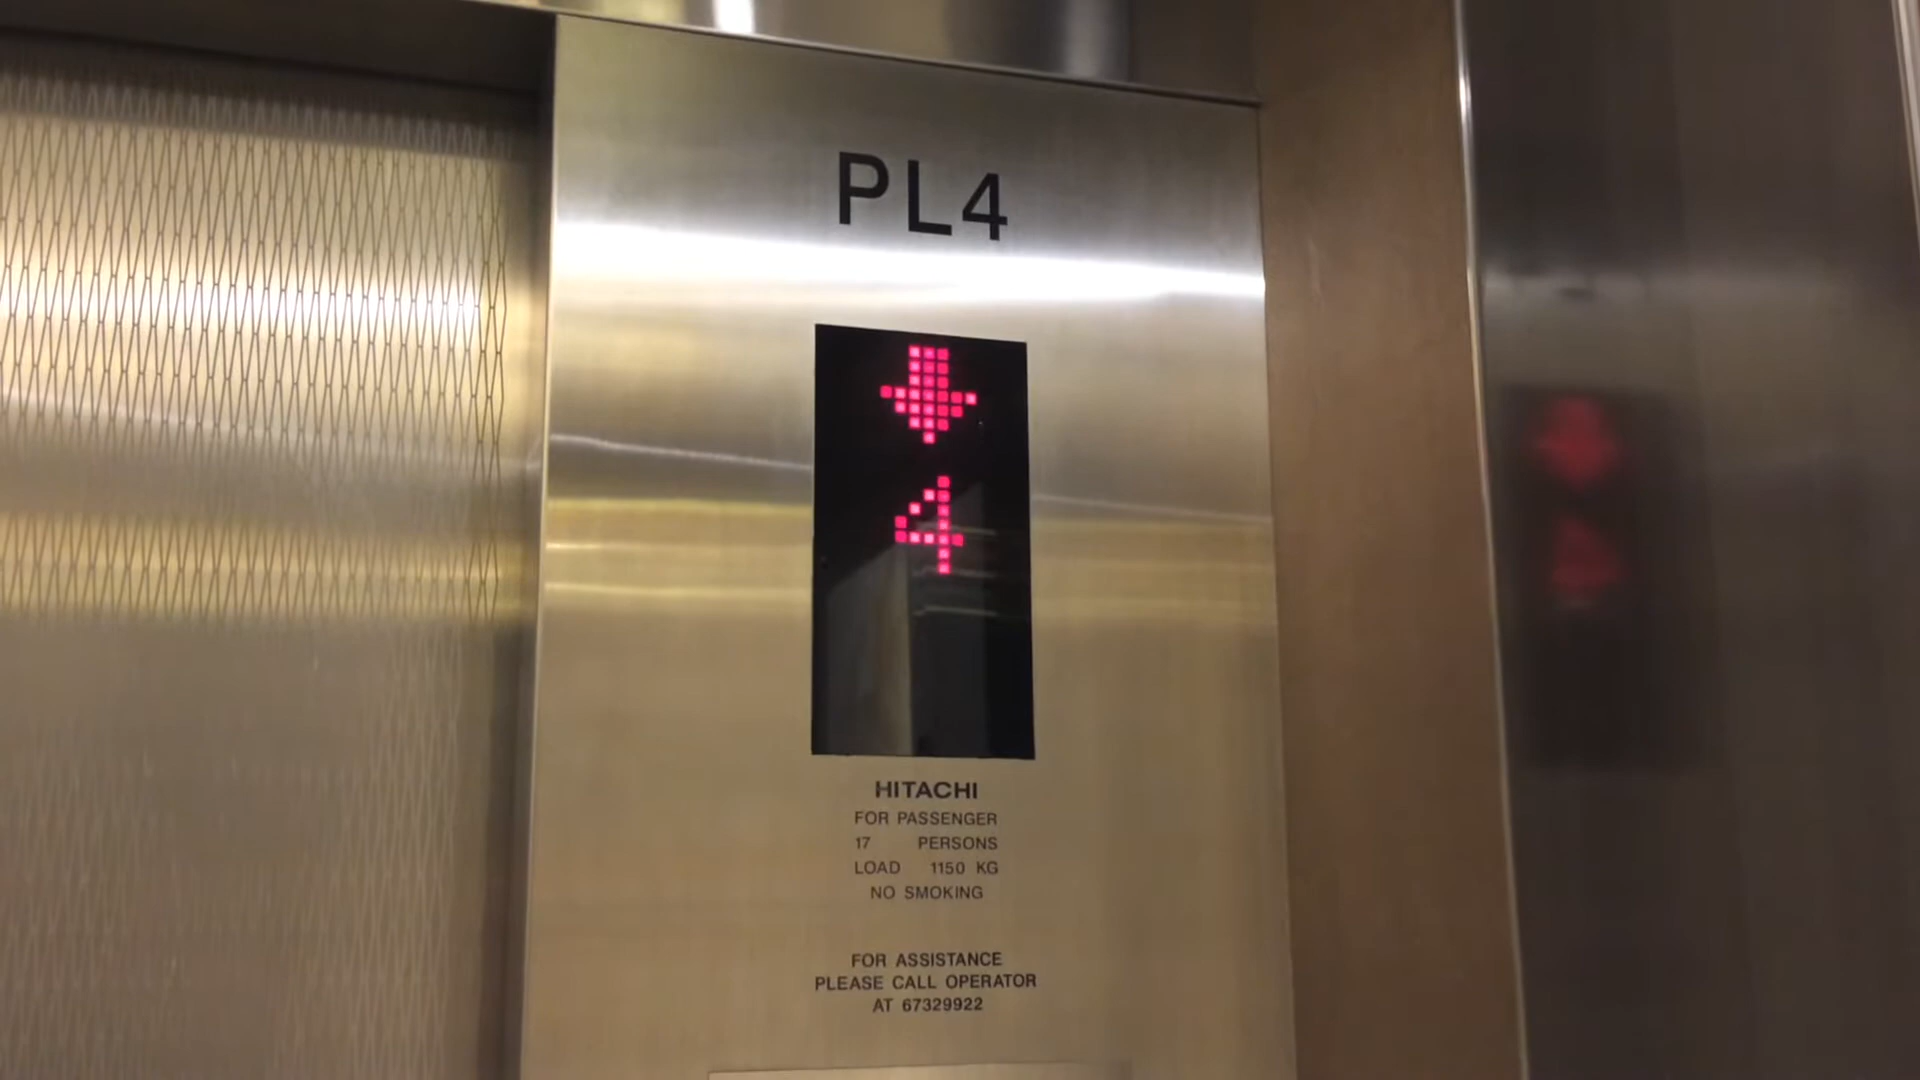 PL4
4
HITACHI
FOR PASSENGER
17 PERSONS
LOAD 1150 KG
NO SMOKING
FOR ASSISTANCE
PLEASE CALL OPERATOR
AT 67329922